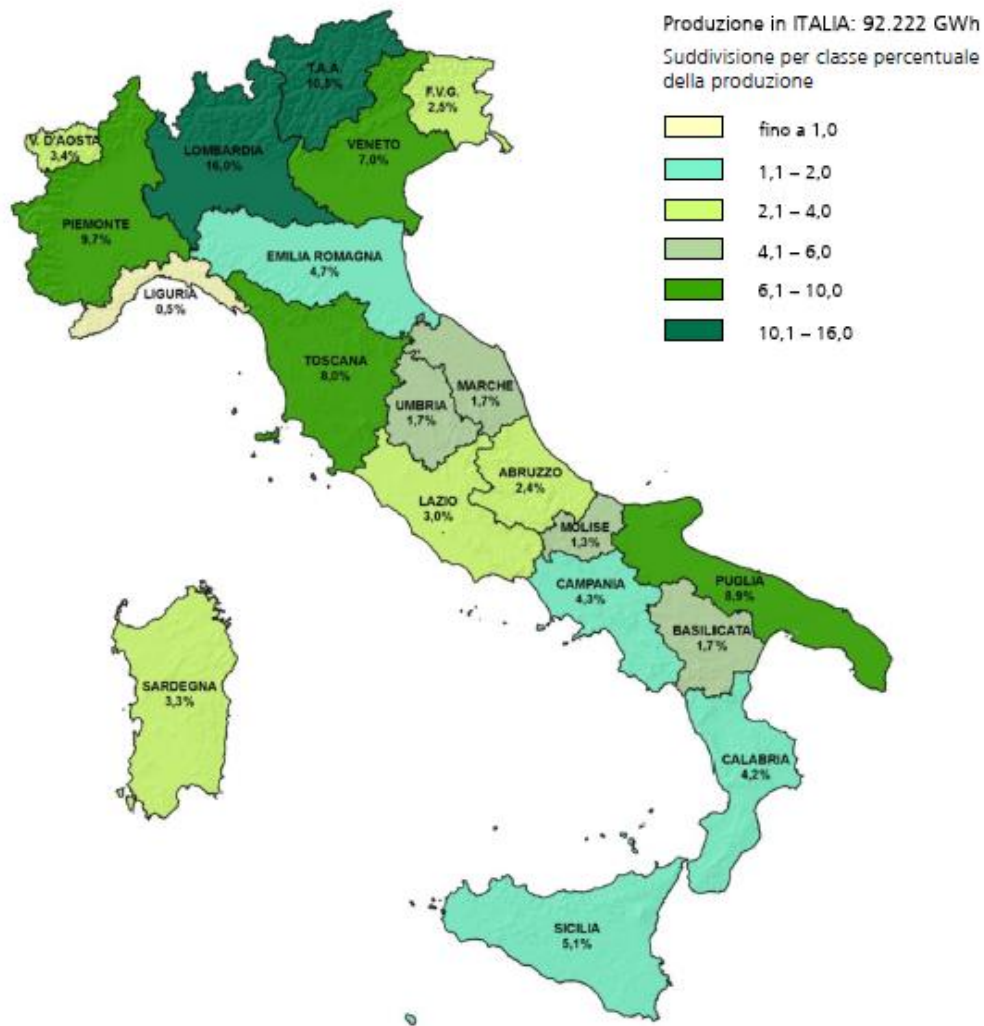 Produzione in ITALIA: 92.222 GWh
Suddivisione per classe percentuale
della produzione
fino a 1,0
1,1 – 2,0
2,1 – 4,0
4,1 – 6,0
6,1 – 10,0
10,1 – 16,0
T.A.A.
10,8%
F.V.G.
2,5%
V. D'AOSTA
3,4%
LOMBARDIA
16,0%
VENETO
7,0%
PIEMONTE
9,7%
EMILIA ROMAGNA
4,7%
LIGURIA
0,5%
TOSCANA
8,0%
MARCHE
1,7%
UMBRIA
1,7%
ABRUZZO
2,4%
LAZIO
3,0%
MOLISE
1,3%
CAMPANIA
4,3%
PUGLIA
8,9%
BASILICATA
1,7%
SARDEGNA
3,3%
CALABRIA
4,2%
SICILIA
5,1%